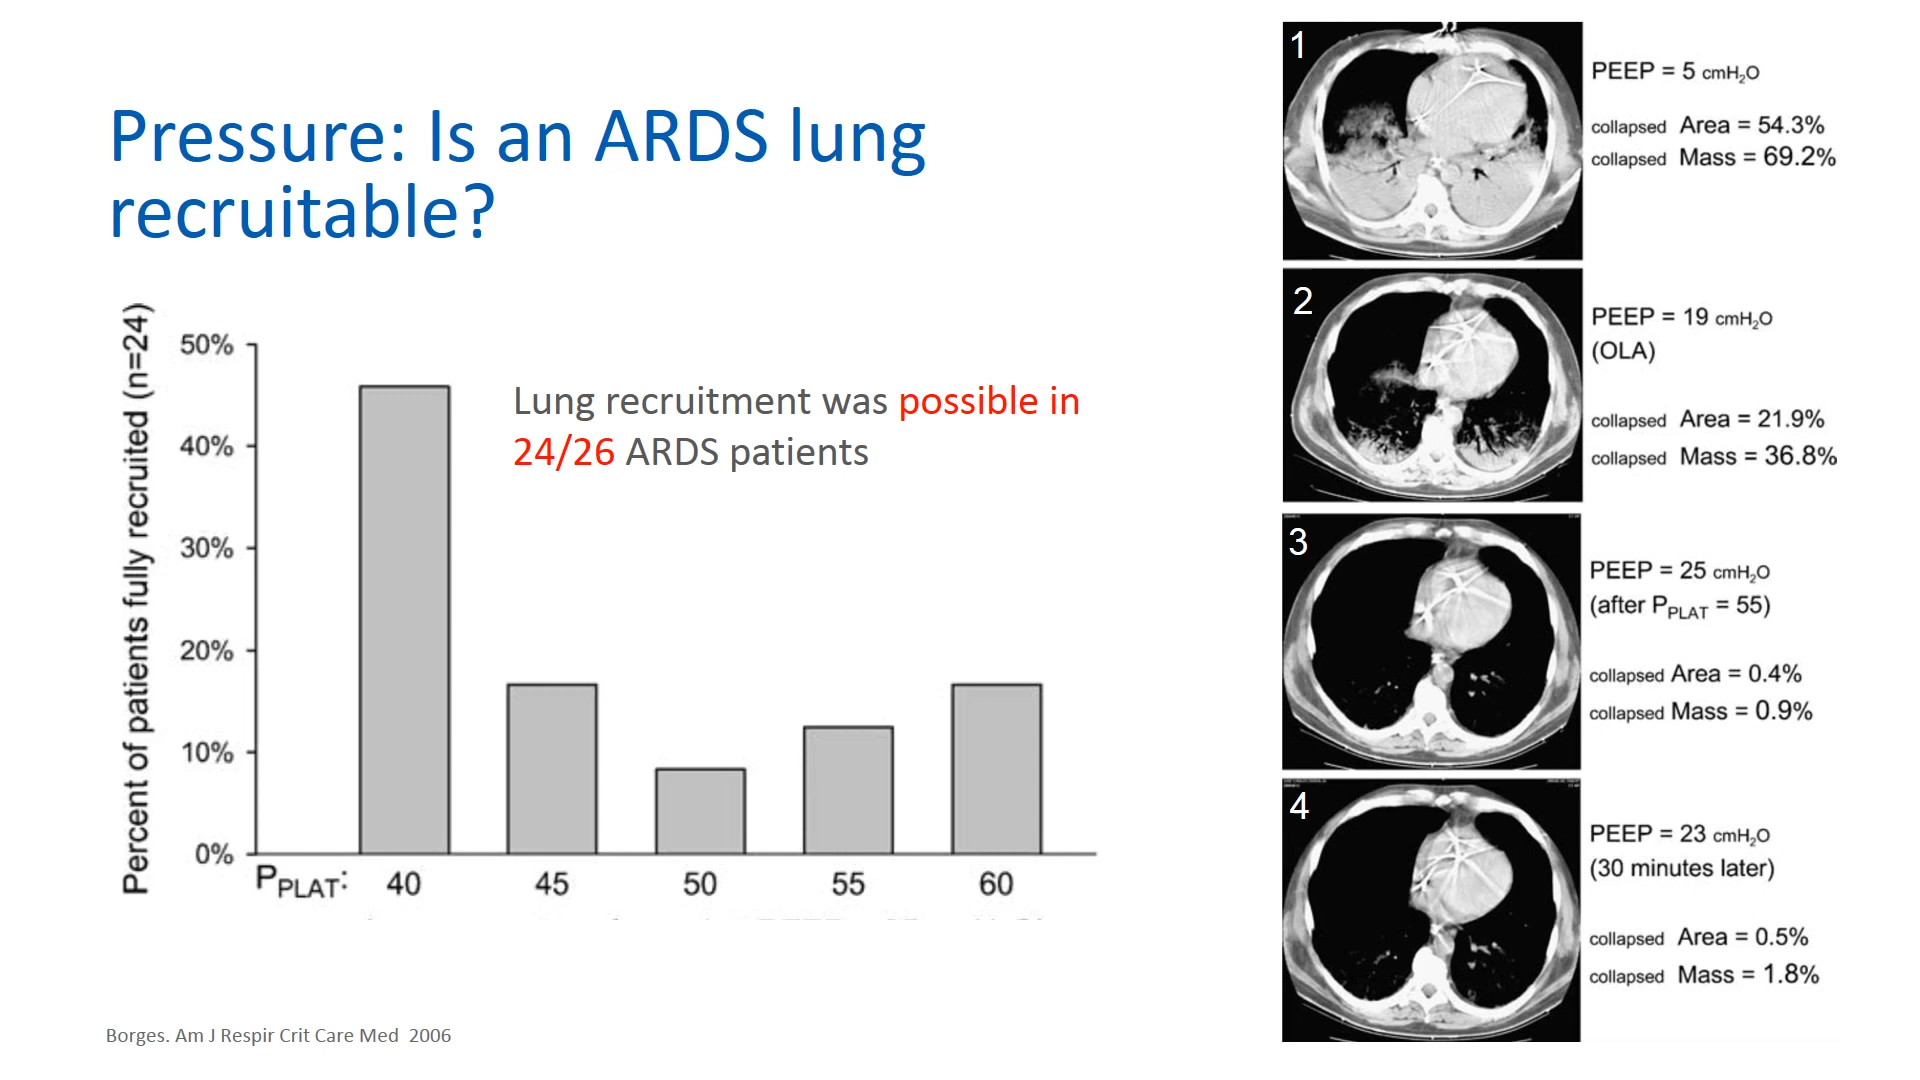 Pressure: Is an ARDS lung
recruitable?
Percent of patients fully recruited (n=24)
50%
40%
30%
20%
10%
0%
Lung recruitment was possible in
24/26 ARDS patients
P_PLAT: 40 45 50 55 60
1
PEEP = 5 cmH₂O
collapsed Area = 54.3%
collapsed Mass = 69.2%
2
PEEP = 19 cmH₂O
(OLA)
collapsed Area = 21.9%
collapsed Mass = 36.8%
3
PEEP = 25 cmH₂O
(after P_PLAT = 55)
collapsed Area = 0.4%
collapsed Mass = 0.9%
4
PEEP = 23 cmH₂O
(30 minutes later)
collapsed Area = 0.5%
collapsed Mass = 1.8%
Borges. Am J Respir Crit Care Med 2006